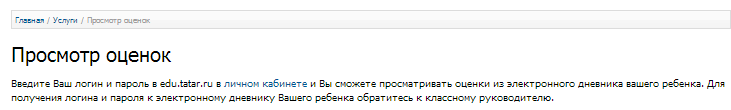 Главная / Услуги / Просмотр оценок
Просмотр оценок
Введите Ваш логин и пароль в edu.tatar.ru в личном кабинете и Вы сможете просматривать оценки из электронного дневника вашего ребенка. Для
получения логина и пароля к электронному дневнику Вашего ребенка обратитесь к классному руководителю.